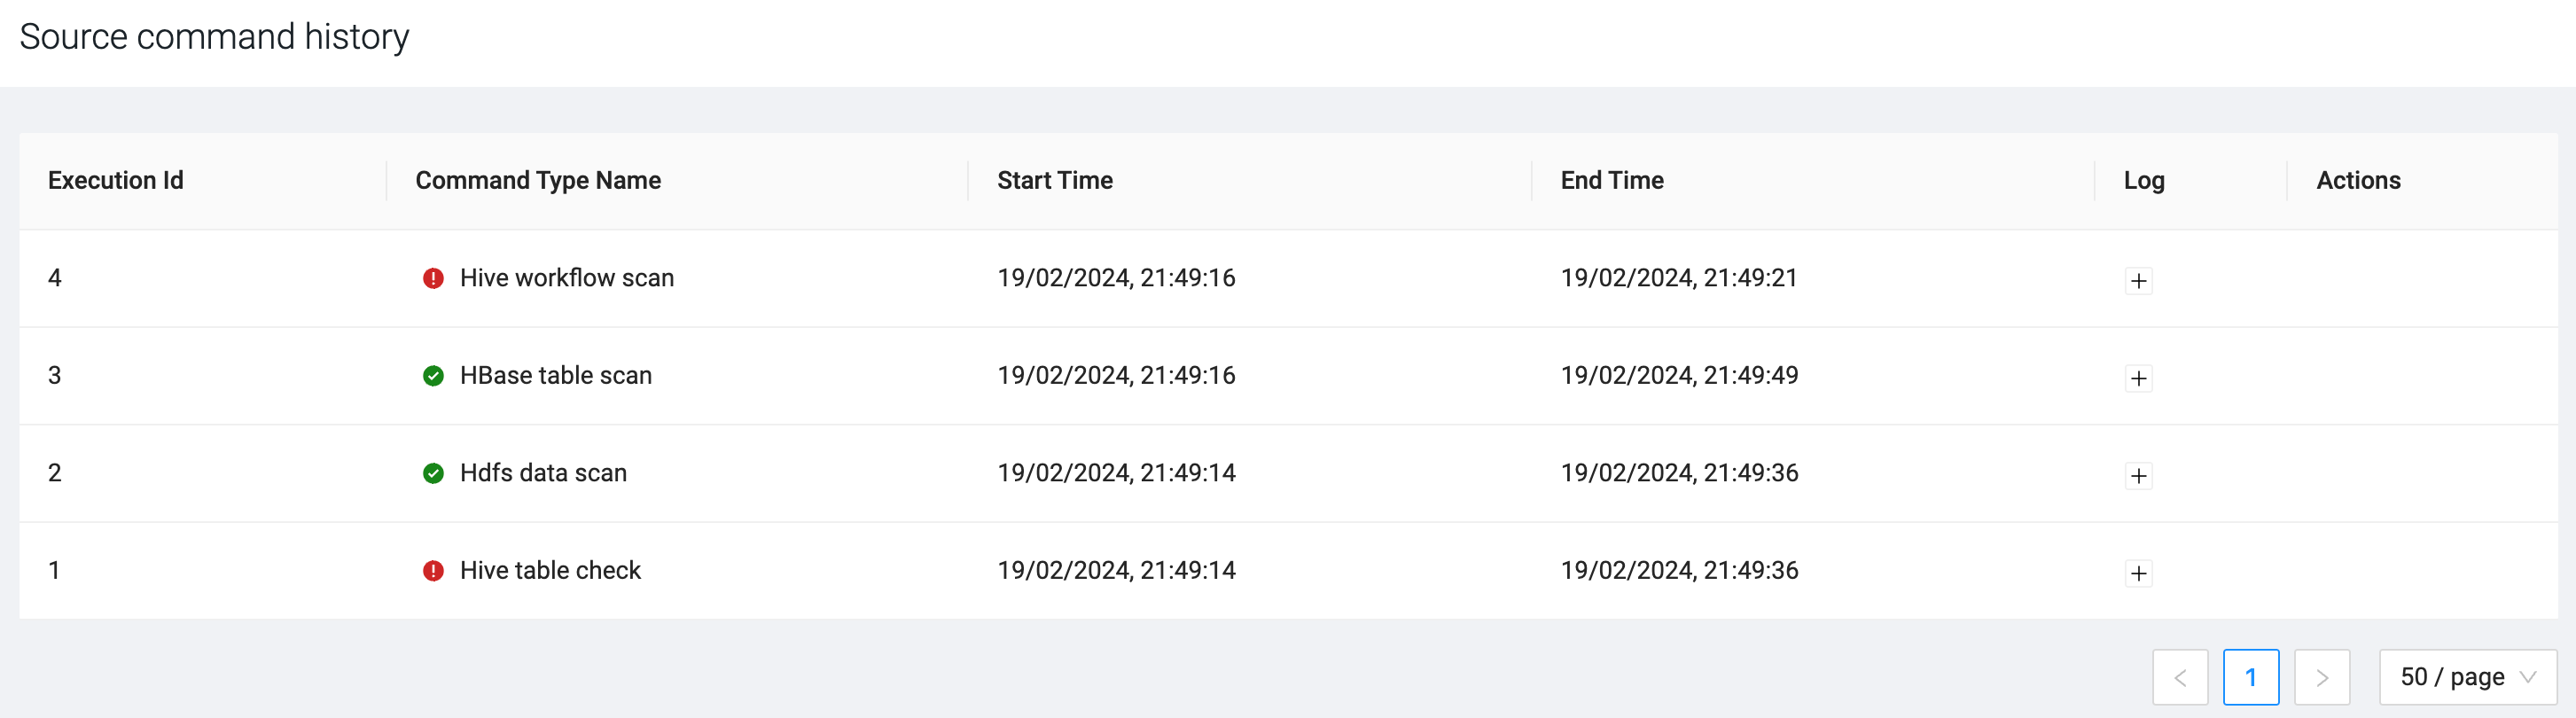 Source command history
Execution Id Command Type Name Start Time End Time Log Actions
4 Hive workflow scan 19/02/2024, 21:49:16 19/02/2024, 21:49:21
3 HBase table scan 19/02/2024, 21:49:16 19/02/2024, 21:49:49
2 Hdfs data scan 19/02/2024, 21:49:14 19/02/2024, 21:49:36
1 Hive table check 19/02/2024, 21:49:14 19/02/2024, 21:49:36
1 50 / page